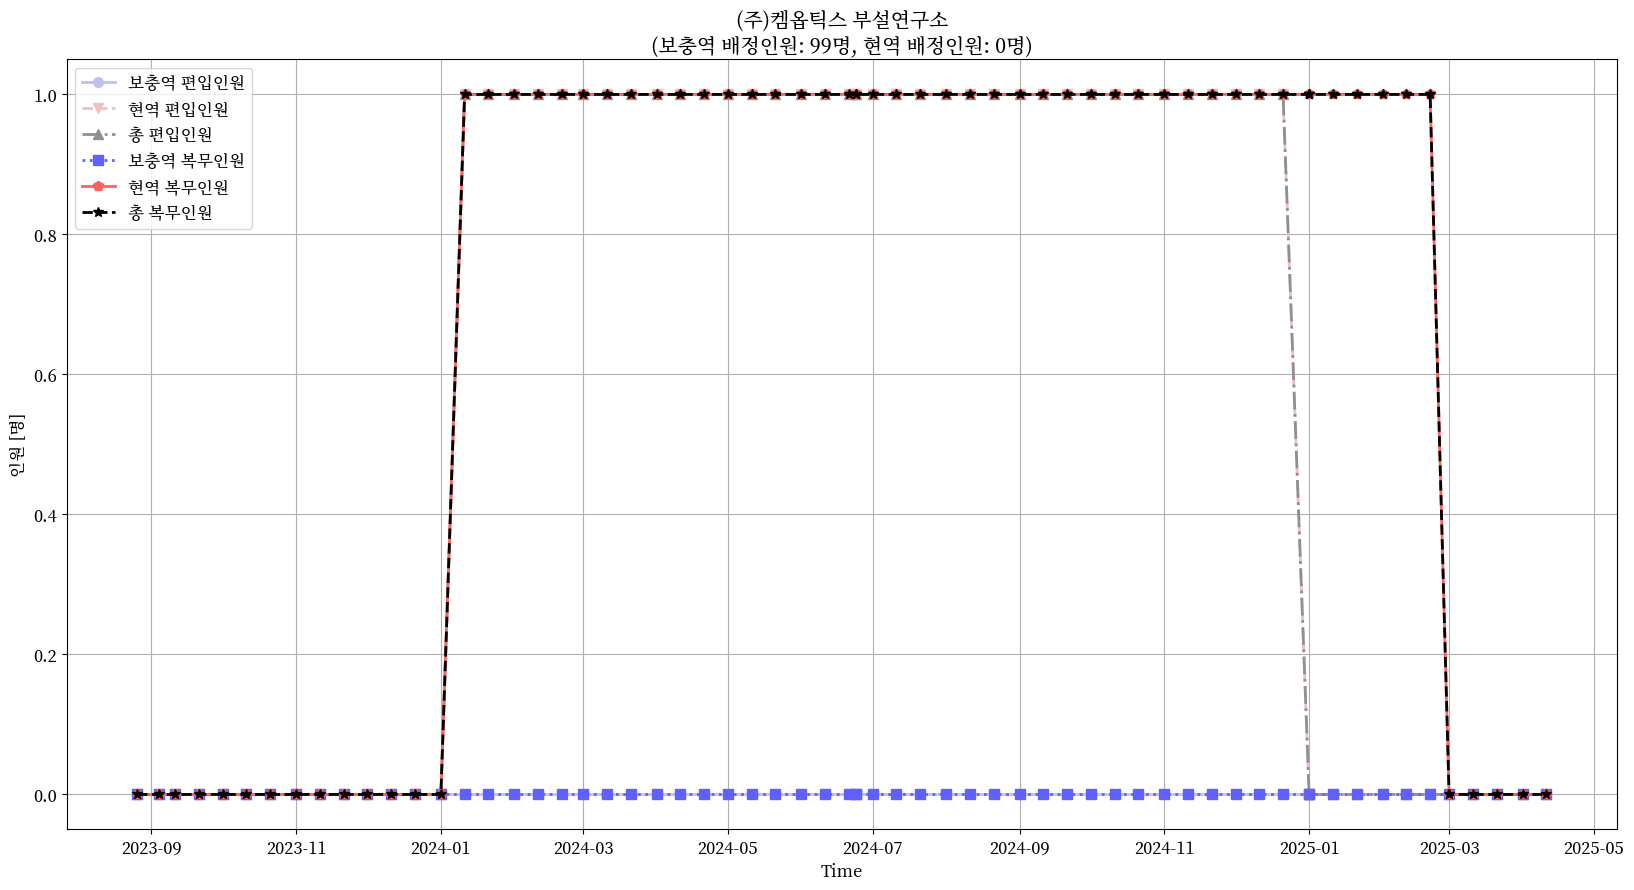 (주)켐옵틱스 부설연구소
(보충역 배정인원: 99명, 현역 배정인원: 0명)
보충역 편입인원
현역 편입인원
총 편입인원
보충역 복무인원
현역 복무인원
총 복무인원
1.0
0.8
0.6
0.4
0.2
0.0
인원 [명]
2023-09
2023-11
2024-01
2024-03
2024-05
2024-07
2024-09
2024-11
2025-01
2025-03
2025-05
Time